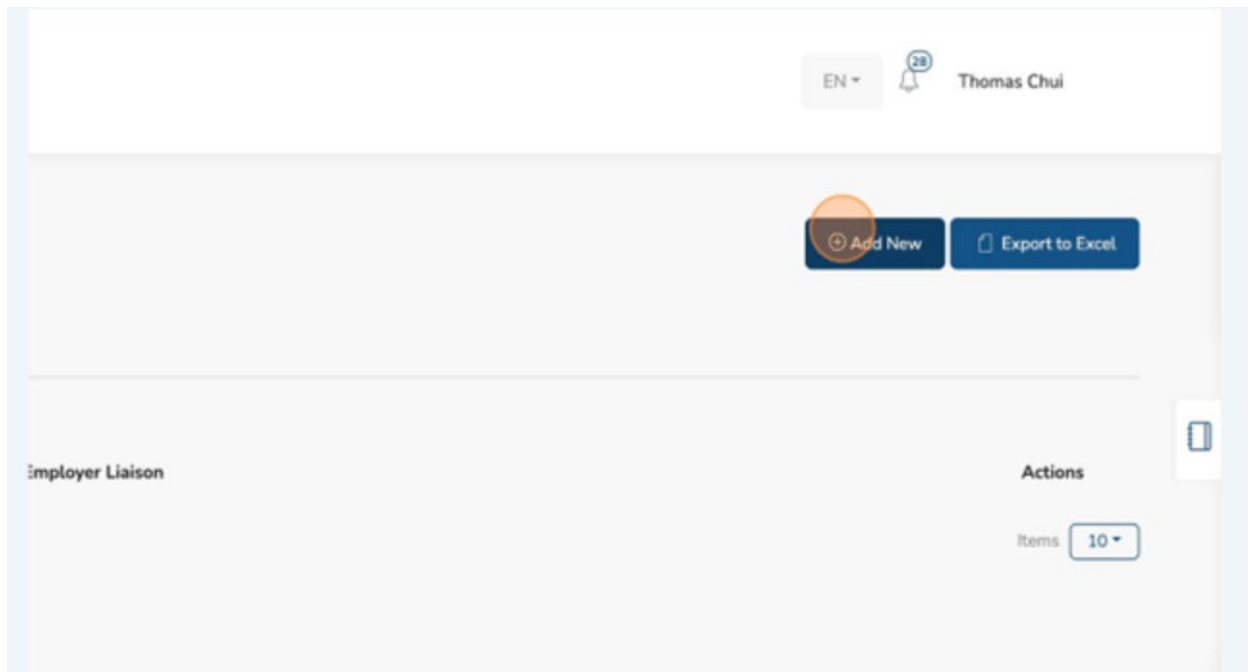 28
EN Thomas Chui
Add New Export to Excel
Employer Liaison Actions
Items 10